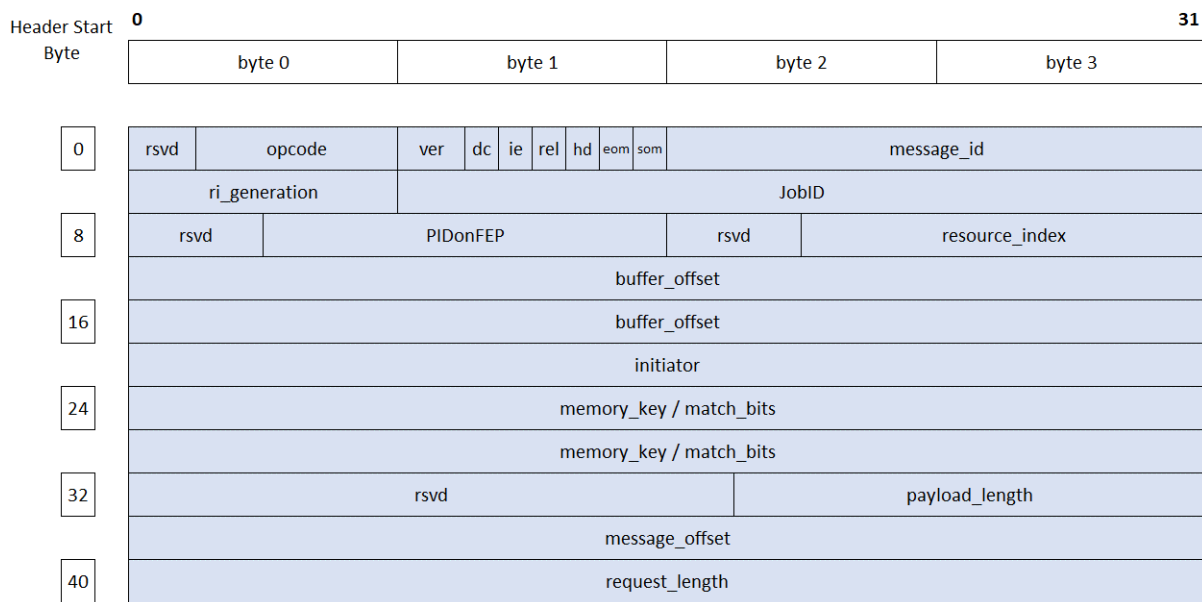 Header Start Byte
0 31
byte 0 byte 1 byte 2 byte 3
0 rsvd opcode ver dc ie rel hd eom som message_id
ri_generation JobID
8 rsvd PIDonFEP rsvd resource_index
buffer_offset
16 buffer_offset
initiator
24 memory_key / match_bits
memory_key / match_bits
32 rsvd payload_length
message_offset
40 request_length